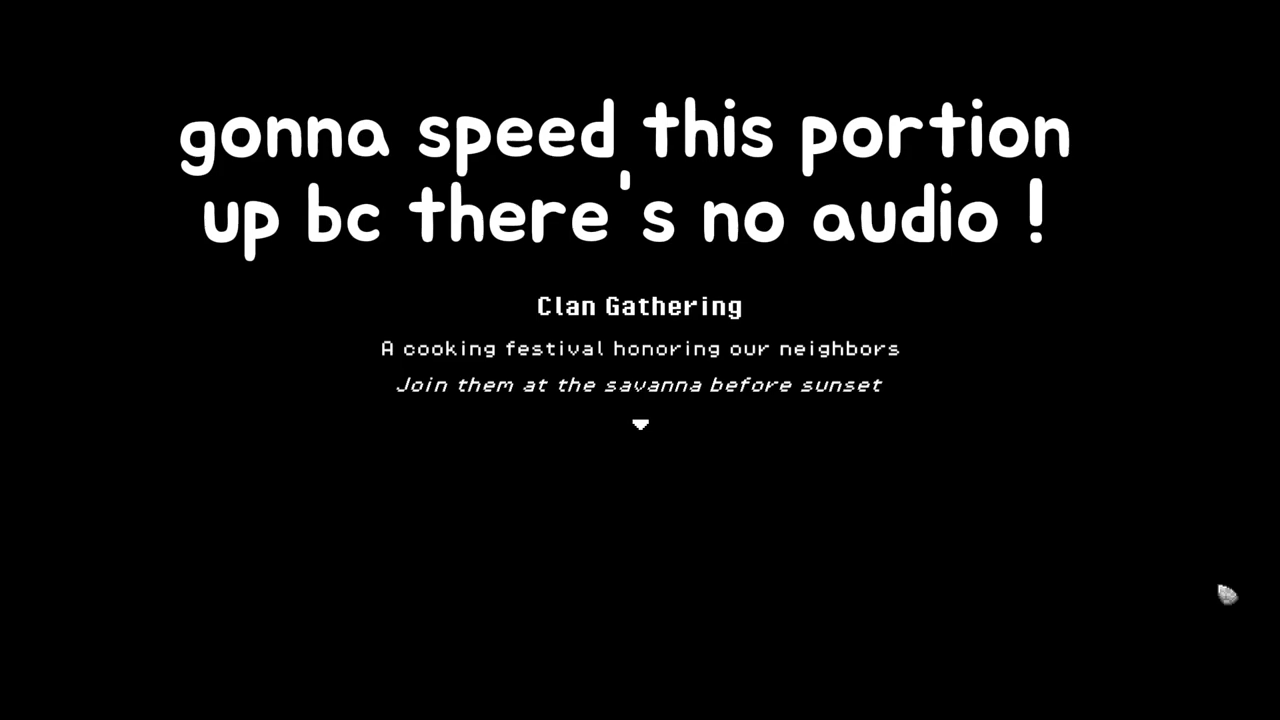 gonna speed this portion
up bc there's no audio !
Clan Gathering
A cooking festival honoring our neighbors
Join them at the savanna before sunset